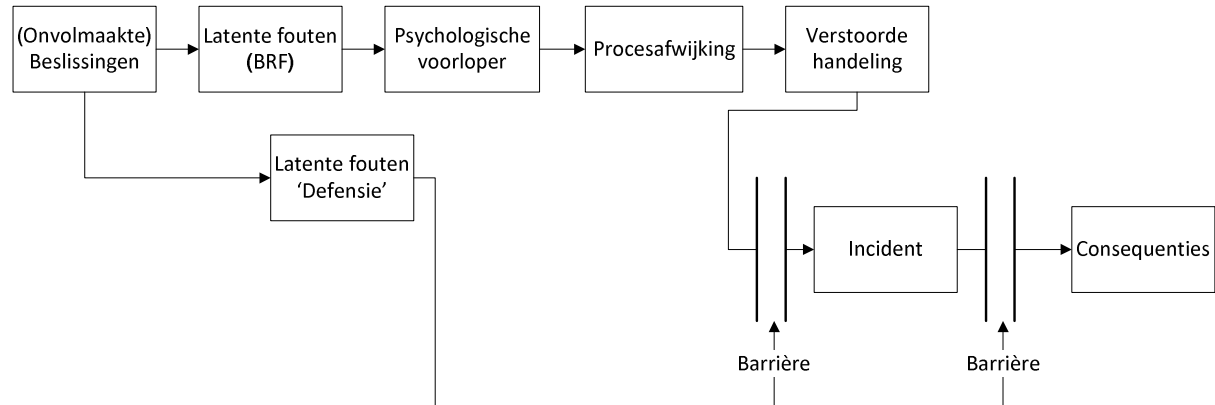 (Onvolmaakte)
Beslissingen
Latente fouten
(BRF)
Psychologische
voorloper
Procesafwijking
Verstoorde
handeling
Latente fouten
‘Defensie’
Incident
Consequenties
Barrière
Barrière